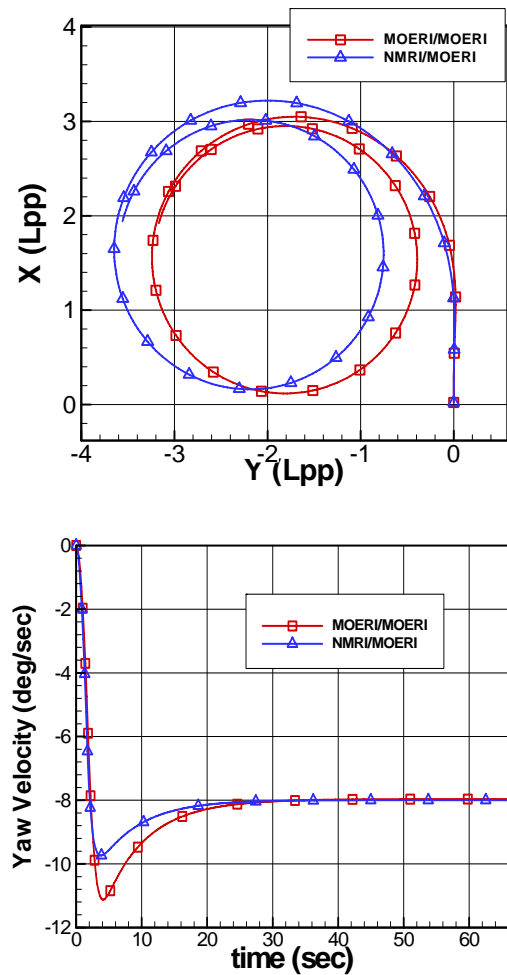 4
MOERI/MOERI
NMRI/MOERI
3
2
X (Lpp)
1
0
-4 -3 -2 -1 0
Y (Lpp)
0
-2
MOERI/MOERI
NMRI/MOERI
-4
-6
Yaw Velocity (deg/sec)
-8
-10
-12
0 10 20 30 40 50 60
time (sec)